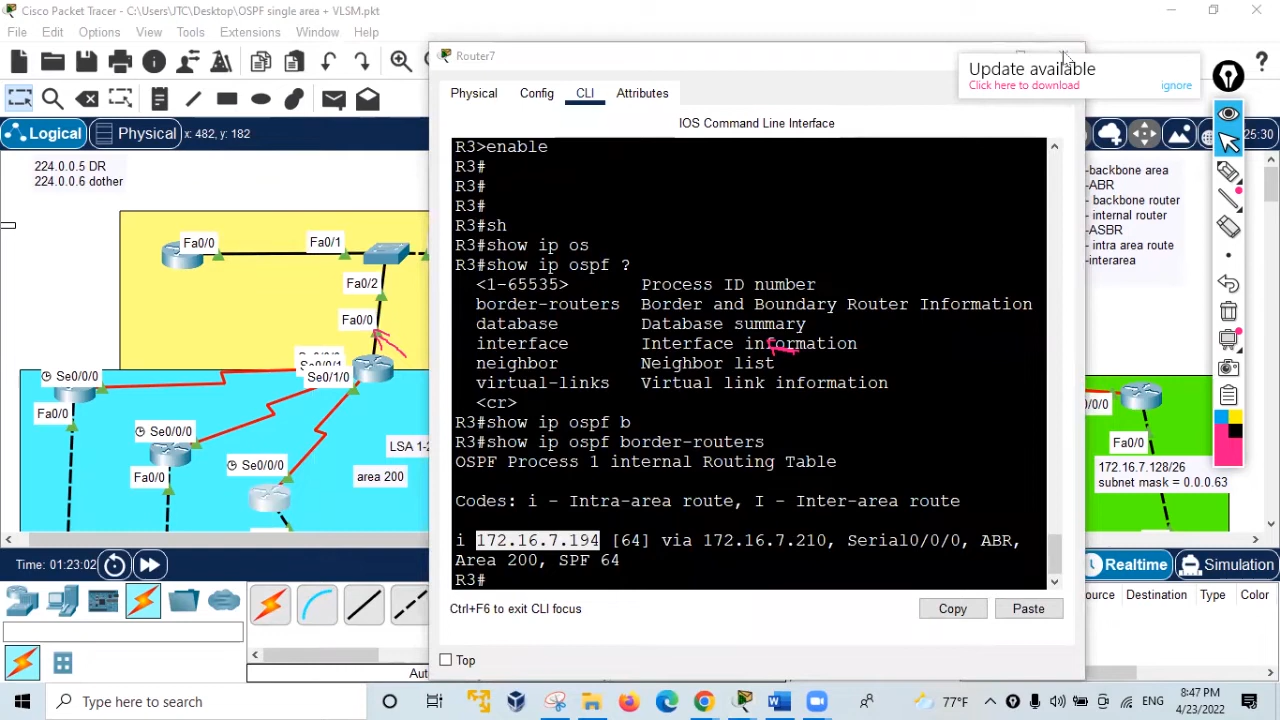 Cisco Packet Tracer - C:\Users\JTC\Desktop\OSPF single area + VLSM.pkt
File Edit Options View Tools Extensions Window Help
Router7
Update available
Click here to download ignore
Physical Config CLI Attributes
Logical Physical x: 482, y: 182
25:30
IOS Command Line Interface
224.0.0.5 DR
224.0.0.6 dother
Fa0/0
Fa0/1
Fa0/2
Fa0/0
Se0/0/1
Se0/1/0
Se0/0/0
Fa0/0
Se0/0/0
Fa0/0
Se0/0/0
LSA 1-2
area 200
R3>enable
R3#
R3#
R3#
R3#sh
R3#show ip os
R3#show ip ospf ?
<1-65535> Process ID number
border-routers Border and Boundary Router Information
database Database summary
interface Interface information
neighbor Neighbor list
virtual-links Virtual link information
<cr>
R3#show ip ospf b
R3#show ip ospf border-routers
OSPF Process 1 internal Routing Table
Codes: i - Intra-area route, I - Inter-area route
i 172.16.7.194 [64] via 172.16.7.210, Serial0/0/0, ABR,
Area 200, SPF 64
R3#
Ctrl+F6 to exit CLI focus
Copy Paste
Top
-backbone area
-ABR
- backbone router
- internal router
-ASBR
- intra area route
-interarea
0/0/0
Fa0/0
172.16.7.128/26
subnet mask = 0.0.0.63
Time: 01:23:02
Realtime Simulation
ource Destination Type Color
Aut
Type here to search
77°F
ENG
8:47 PM
4/23/2022